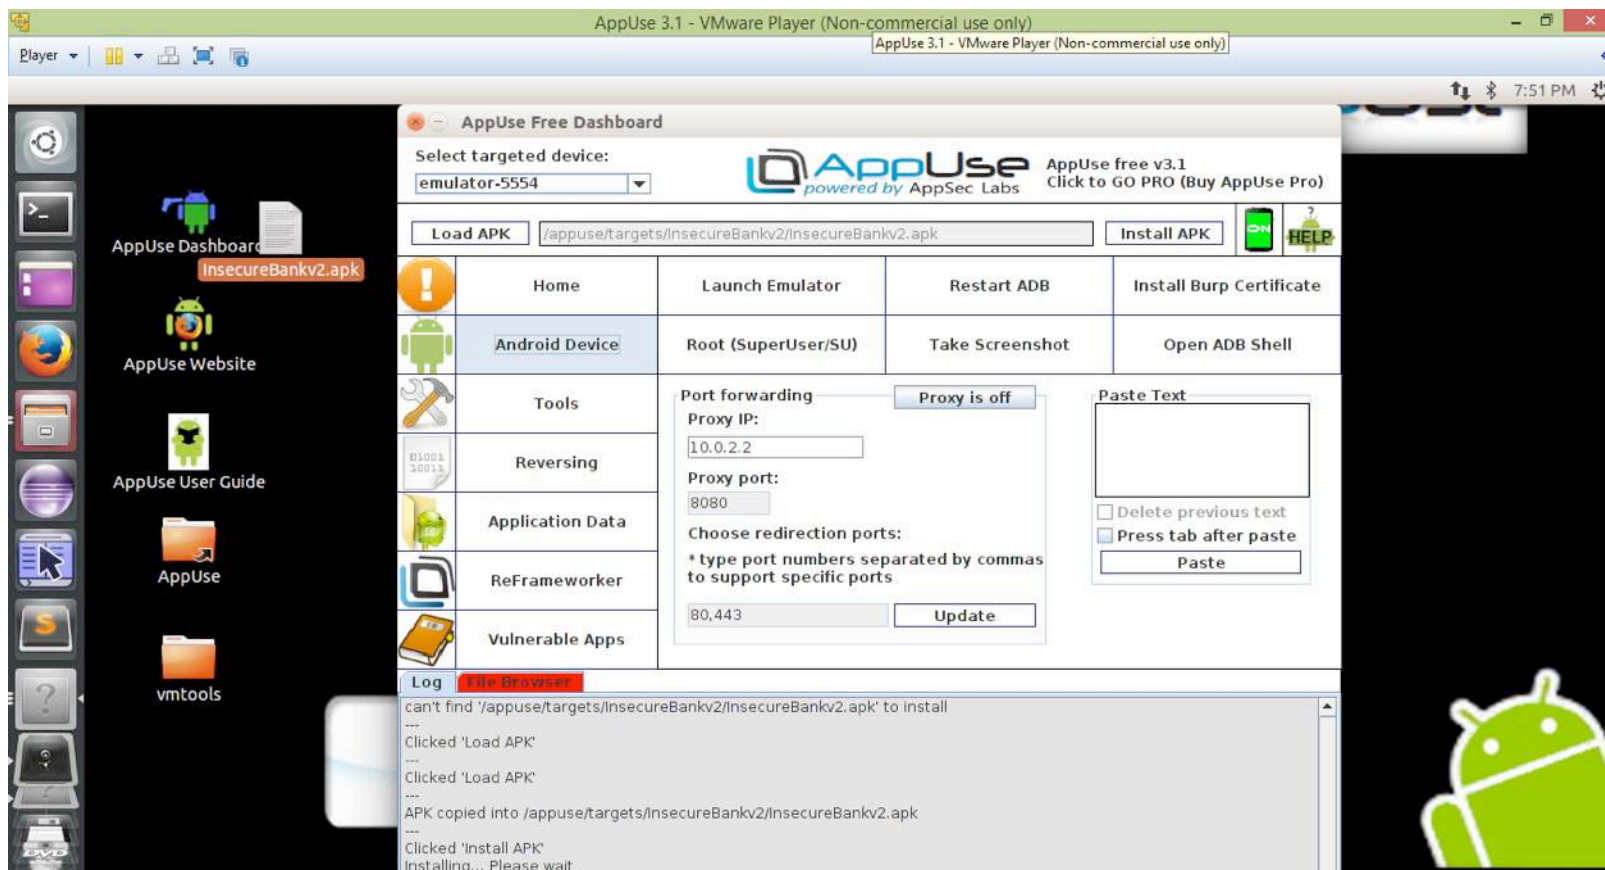 AppUse 3.1 - VMware Player (Non-commercial use only)
AppUse 3.1 - VMware Player (Non-commercial use only)
Player
7:51 PM
AppUse Free Dashboard
Select targeted device:
emulator-5554
AppUse
powered by AppSec Labs
AppUse free v3.1
Click to GO PRO (Buy AppUse Pro)
Load APK
/appuse/targets/InsecureBankv2/InsecureBankv2.apk
Install APK
ON
?
HELP
AppUse Dashboard
InsecureBankv2.apk
AppUse Website
AppUse User Guide
AppUse
vmtools
Home
Launch Emulator
Restart ADB
Install Burp Certificate
Android Device
Root (SuperUser/SU)
Take Screenshot
Open ADB Shell
Tools
Reversing
Application Data
ReFrameworker
Vulnerable Apps
01001
10011
Port forwarding
Proxy is off
Proxy IP:
10.0.2.2
Proxy port:
8080
Choose redirection ports:
* type port numbers separated by commas
to support specific ports
80,443
Update
Paste Text
Delete previous text
Press tab after paste
Paste
Log
File Browser
can't find '/appuse/targets/InsecureBankv2/InsecureBankv2.apk' to install
---
Clicked 'Load APK'
---
Clicked 'Load APK'
---
APK copied into /appuse/targets/InsecureBankv2/InsecureBankv2.apk
---
Clicked 'Install APK'
Installing... Please wait
DVD